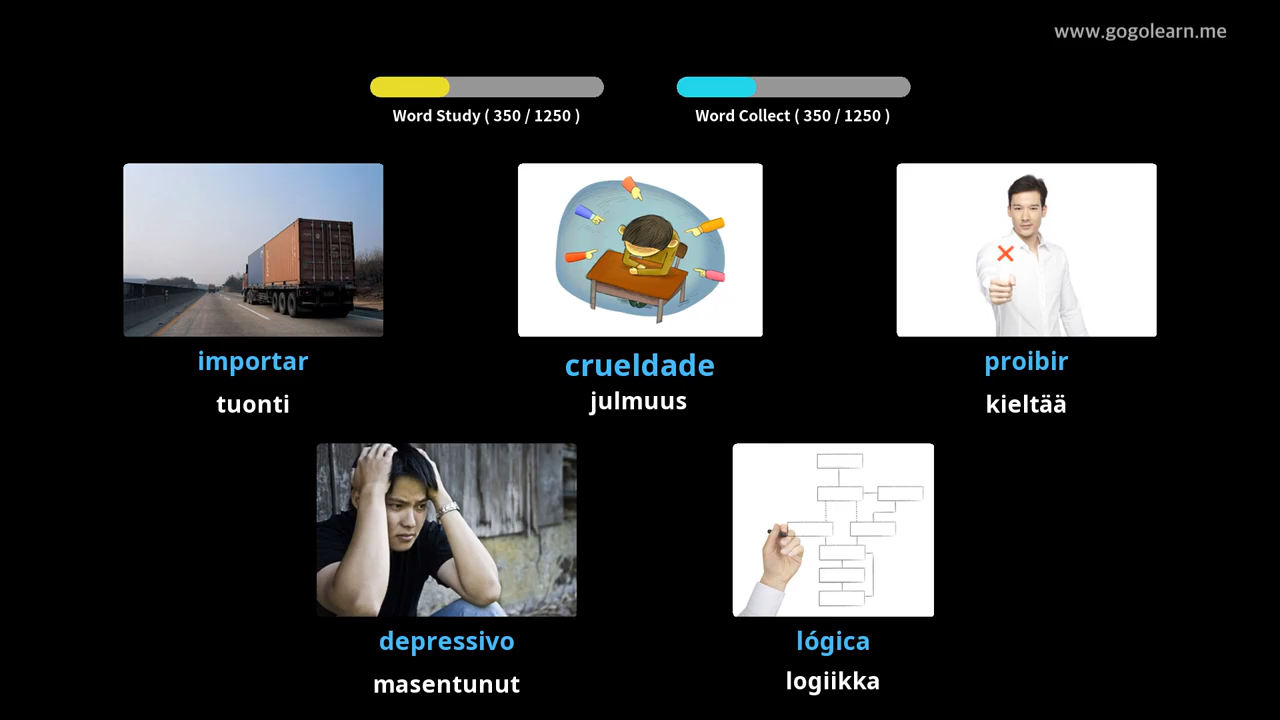 www.gogolearn.me
Word Study ( 350 / 1250 )
Word Collect ( 350 / 1250 )
importar
tuonti
crueldade
julmuus
proibir
kieltää
depressivo
masentunut
lógica
logiikka